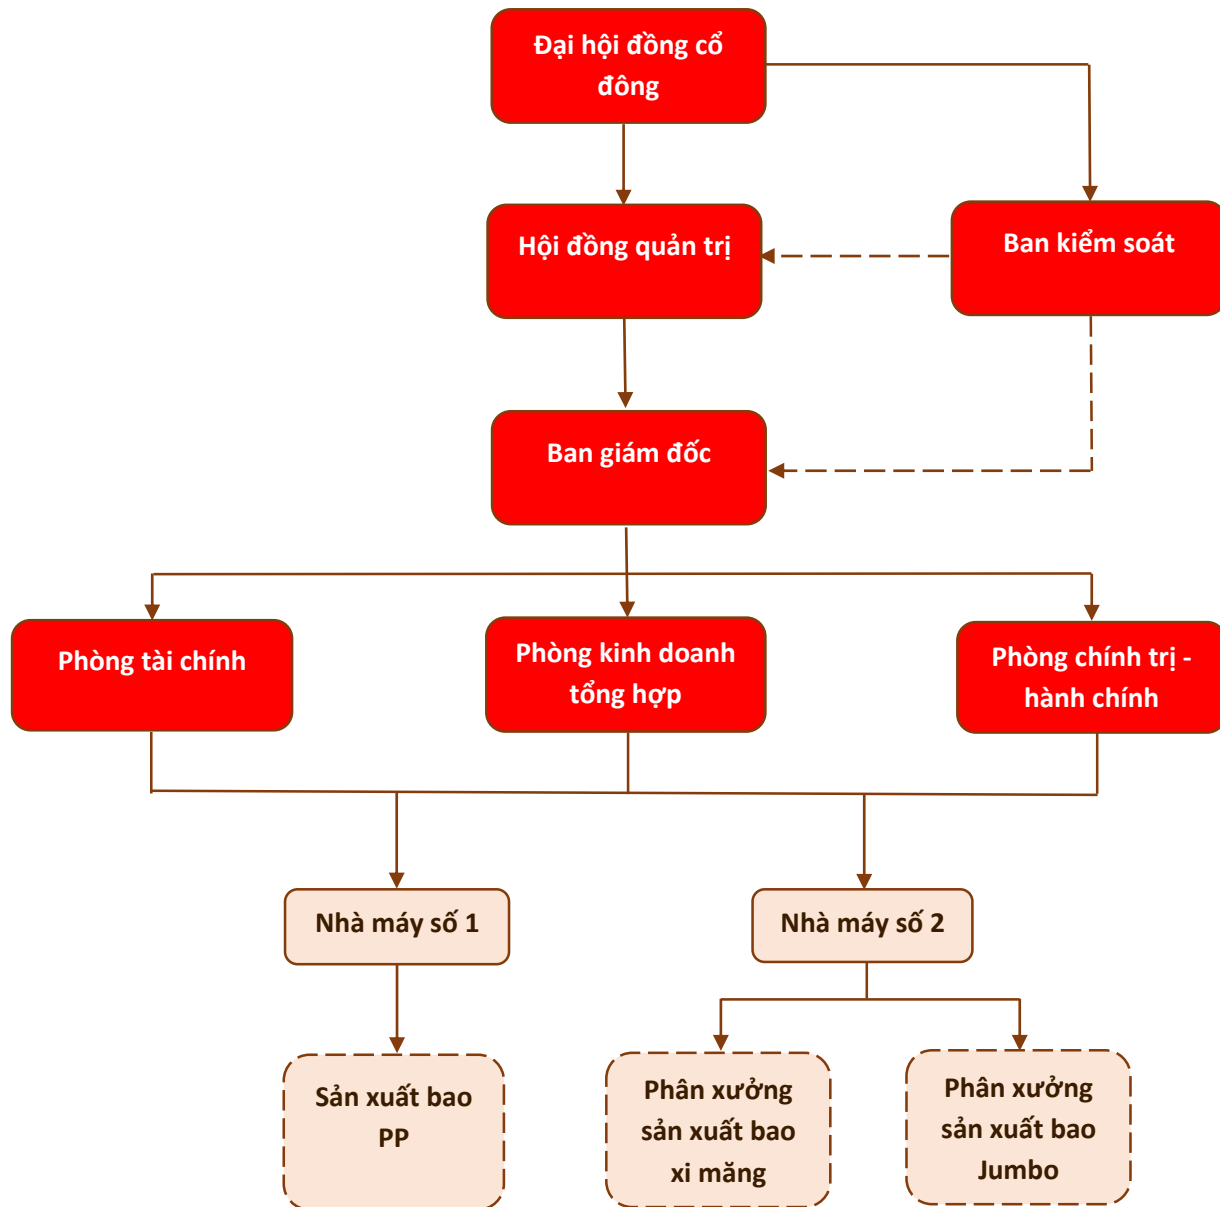 Đại hội đồng cổ
đông
Hội đồng quản trị
Ban kiểm soát
Ban giám đốc
Phòng tài chính
Phòng kinh doanh
tổng hợp
Phòng chính trị -
hành chính
Nhà máy số 1
Nhà máy số 2
Sản xuất bao
PP
Phân xưởng
sản xuất bao
xi măng
Phân xưởng
sản xuất bao
Jumbo